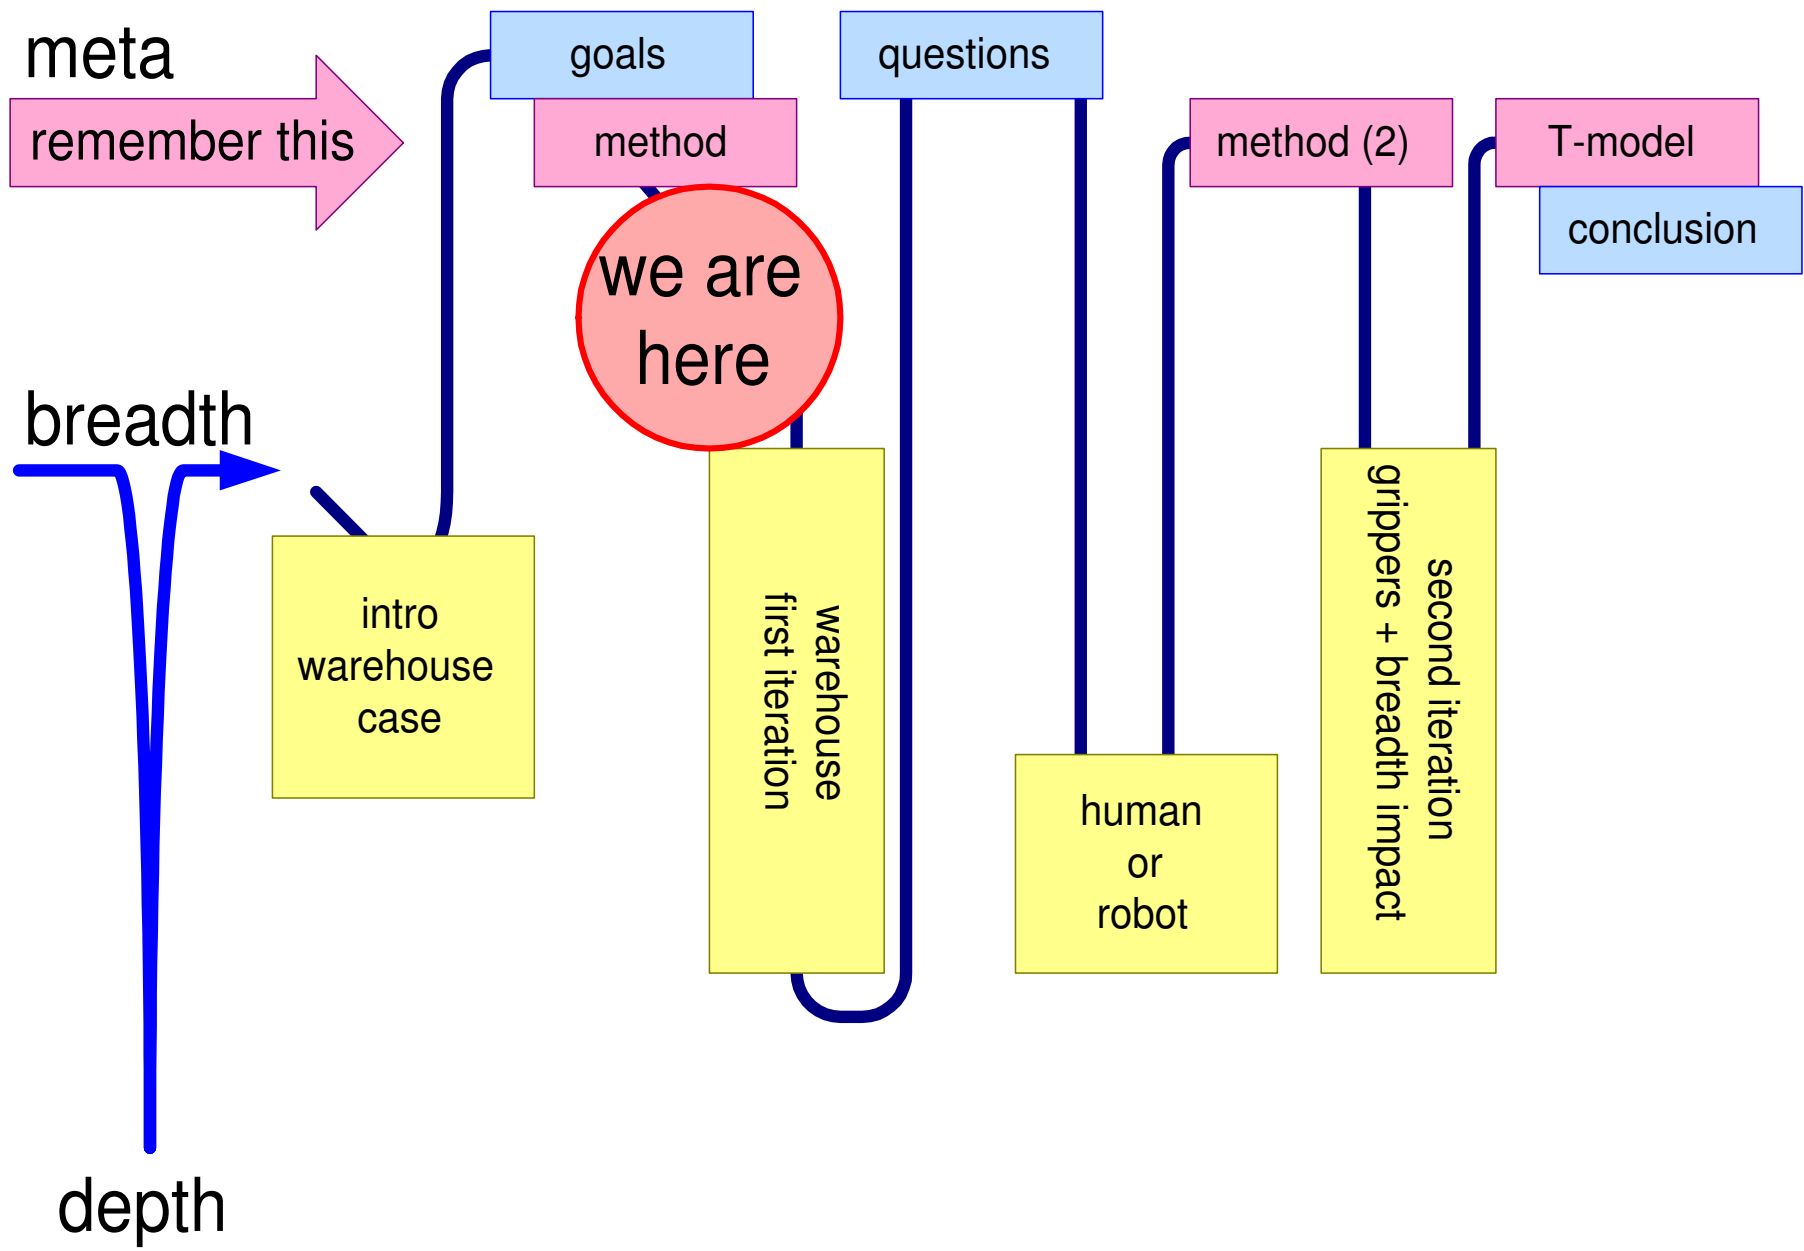 meta
remember this
goals
method
questions
method (2)
T-model
conclusion
we are
here
breadth
intro
warehouse
case
warehouse
first iteration
human
or
robot
second iteration
grippers + breadth impact
depth